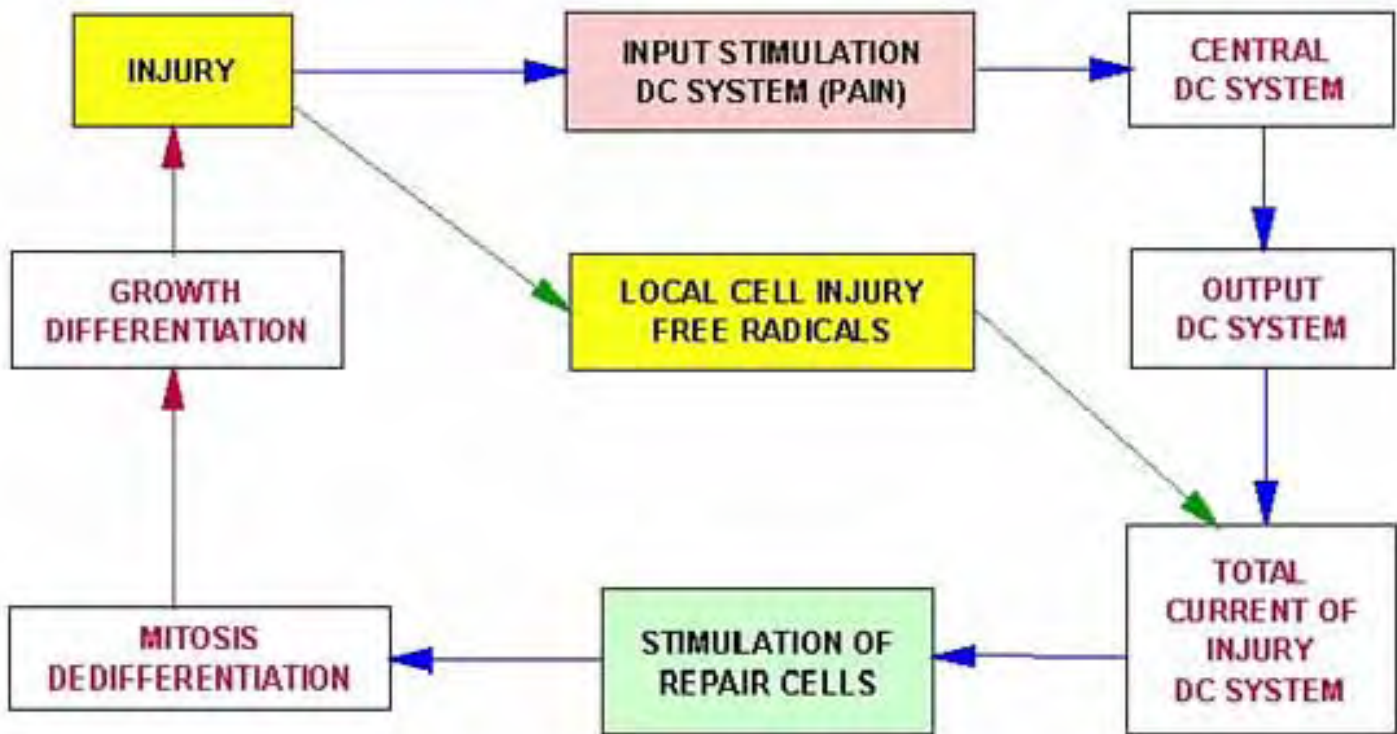 INJURY
INPUT STIMULATION
DC SYSTEM (PAIN)
CENTRAL
DC SYSTEM
GROWTH
DIFFERENTIATION
LOCAL CELL INJURY
FREE RADICALS
OUTPUT
DC SYSTEM
MITOSIS
DEDIFFERENTIATION
STIMULATION OF
REPAIR CELLS
TOTAL
CURRENT OF
INJURY
DC SYSTEM